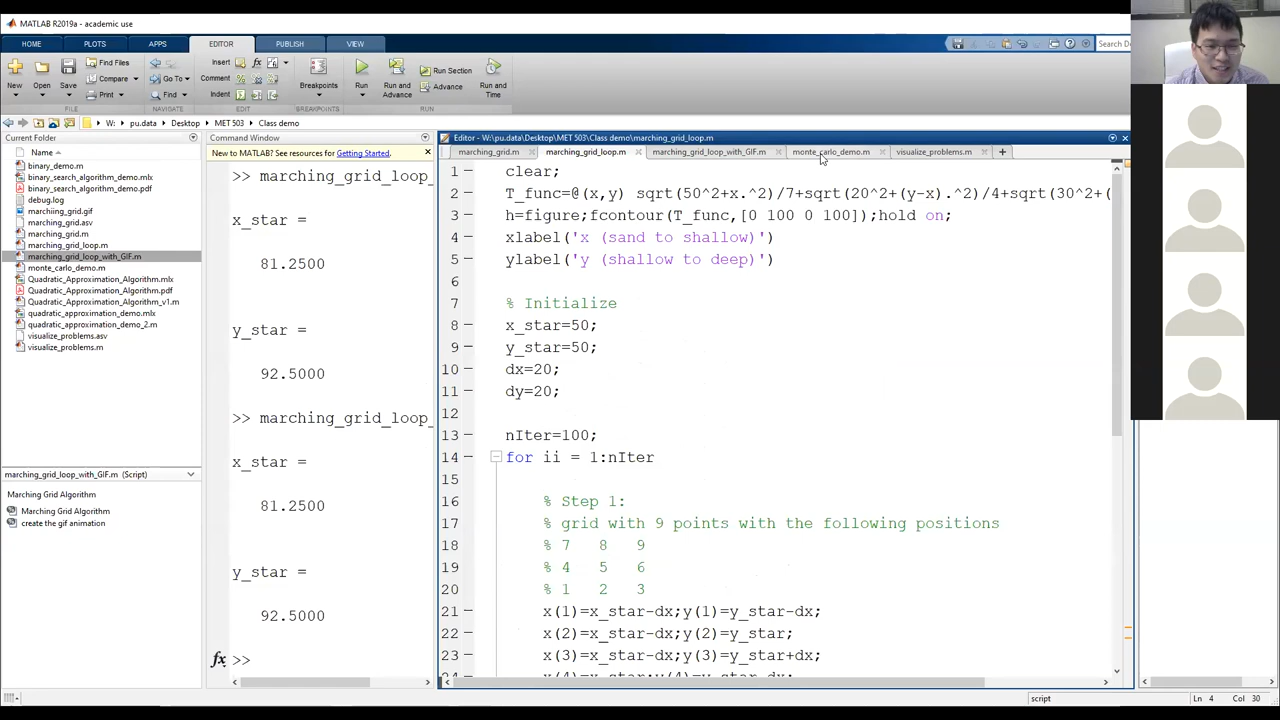 MATLAB R2019a - academic use
HOME PLOTS APPS EDITOR PUBLISH VIEW Search Do
New Open Save Find Files Compare Print Go To Find Insert Comment Indent Breakpoints Run Run and Advance Run Section Advance Run and Time
FILE NAVIGATE EDIT BREAKPOINTS RUN
W: pu.data Desktop MET 503 Class demo
Current Folder
Name
binary_demo.m
binary_search_algorithm_demo.mlx
binary_search_algorithm_demo.pdf
debug.log
marchiing_grid.gif
marching_grid.asv
marching_grid.m
marching_grid_loop.m
marching_grid_loop_with_GIF.m
monte_carlo_demo.m
Quadratic_Approximation_Algorithm.mlx
Quadratic_Approximation_Algorithm.pdf
Quadratic_Approximation_Algorithm_v1.m
quadratic_approximation_demo.mlx
quadratic_approximation_demo_2.m
visualize_problems.asv
visualize_problems.m
marching_grid_loop_with_GIF.m (Script)
Marching Grid Algorithm
Marching Grid Algorithm
create the gif animation
Command Window
New to MATLAB? See resources for Getting Started.
>> marching_grid_loop_
x_star =
81.2500
y_star =
92.5000
>> marching_grid_loop_
x_star =
81.2500
y_star =
92.5000
fx >>
Editor - W:\pu.data\Desktop\MET 503\Class demo\marching_grid_loop.m
marching_grid.m marching_grid_loop.m marching_grid_loop_with_GIF.m monte_carlo_demo.m visualize_problems.m
1 clear;
2 T_func=@(x,y) sqrt(50^2+x.^2)/7+sqrt(20^2+(y-x).^2)/4+sqrt(30^2+(
3 h=figure;fcontour(T_func,[0 100 0 100]);hold on;
4 xlabel('x (sand to shallow)')
5 ylabel('y (shallow to deep)')
6
7 % Initialize
8 x_star=50;
9 y_star=50;
10 dx=20;
11 dy=20;
12
13 nIter=100;
14 for ii = 1:nIter
15
16 % Step 1:
17 % grid with 9 points with the following positions
18 % 7 8 9
19 % 4 5 6
20 % 1 2 3
21 x(1)=x_star-dx;y(1)=y_star-dx;
22 x(2)=x_star-dx;y(2)=y_star;
23 x(3)=x_star-dx;y(3)=y_star+dx;
script Ln 4 Col 30